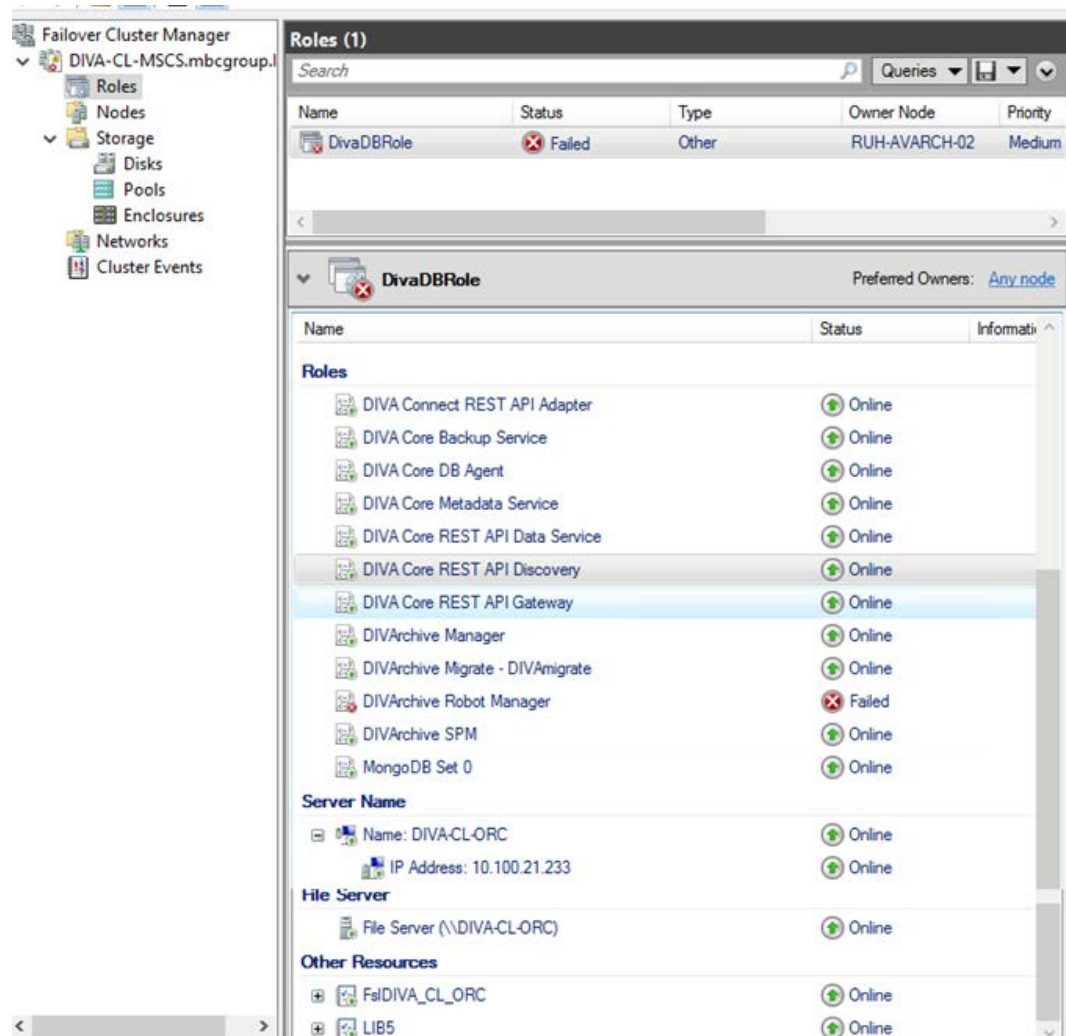 Failover Cluster Manager
DIVA-CL-MSCS.mbcgroup.l
Roles
Nodes
Storage
Disks
Pools
Enclosures
Networks
Cluster Events
Roles (1)
Search
Queries
Name Status Type Owner Node Priority
DivaDBRole Failed Other RUH-AVARCH-02 Medium
DivaDBRole Preferred Owners: Any node
Name Status Informati
Roles
DIVA Connect REST API Adapter Online
DIVA Core Backup Service Online
DIVA Core DB Agent Online
DIVA Core Metadata Service Online
DIVA Core REST API Data Service Online
DIVA Core REST API Discovery Online
DIVA Core REST API Gateway Online
DIVArchive Manager Online
DIVArchive Migrate - DIVAmigrate Online
DIVArchive Robot Manager Failed
DIVArchive SPM Online
MongoDB Set 0 Online
Server Name
Name: DIVA-CL-ORC Online
IP Address: 10.100.21.233 Online
File Server
File Server (\\DIVA-CL-ORC) Online
Other Resources
FslDIVA_CL_ORC Online
LIB5 Online